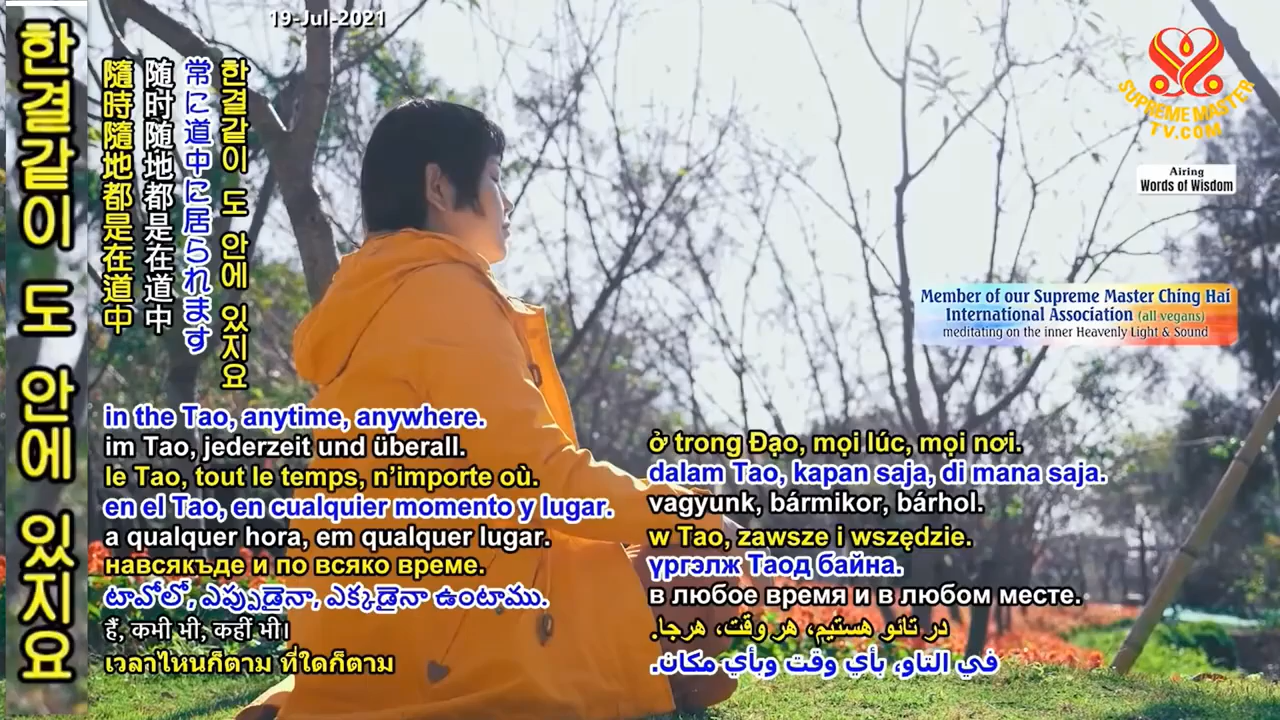 19-Jul-2021
한결같이 도 안에 있지요
隨時隨地都是在道中
随时随地都是在道中
常に道中に居られます
한결같이 도 안에 있지요
SUPREME MASTER
TV.COM
Airing
Words of Wisdom
Member of our Supreme Master Ching Hai
International Association (all vegans)
meditating on the inner Heavenly Light & Sound
in the Tao, anytime, anywhere.
im Tao, jederzeit und überall.
le Tao, tout le temps, n’importe où.
en el Tao, en cualquier momento y lugar.
a qualquer hora, em qualquer lugar.
навсякъде и по всяко време.
టావోలో, ఎప్పుడైనా, ఎక్కడైనా ఉంటాము.
हैं, कभी भी, कहीं भी।
เวลาไหนก็ตาม ที่ใดก็ตาม
ở trong Đạo, mọi lúc, mọi nơi.
dalam Tao, kapan saja, di mana saja.
vagyunk, bármikor, bárhol.
w Tao, zawsze i wszędzie.
үргэлж Таод байна.
в любое время и в любом месте.
در تائو هستیم، هر وقت، هرجا.
في التاو، بأي وقت وبأي مكان.